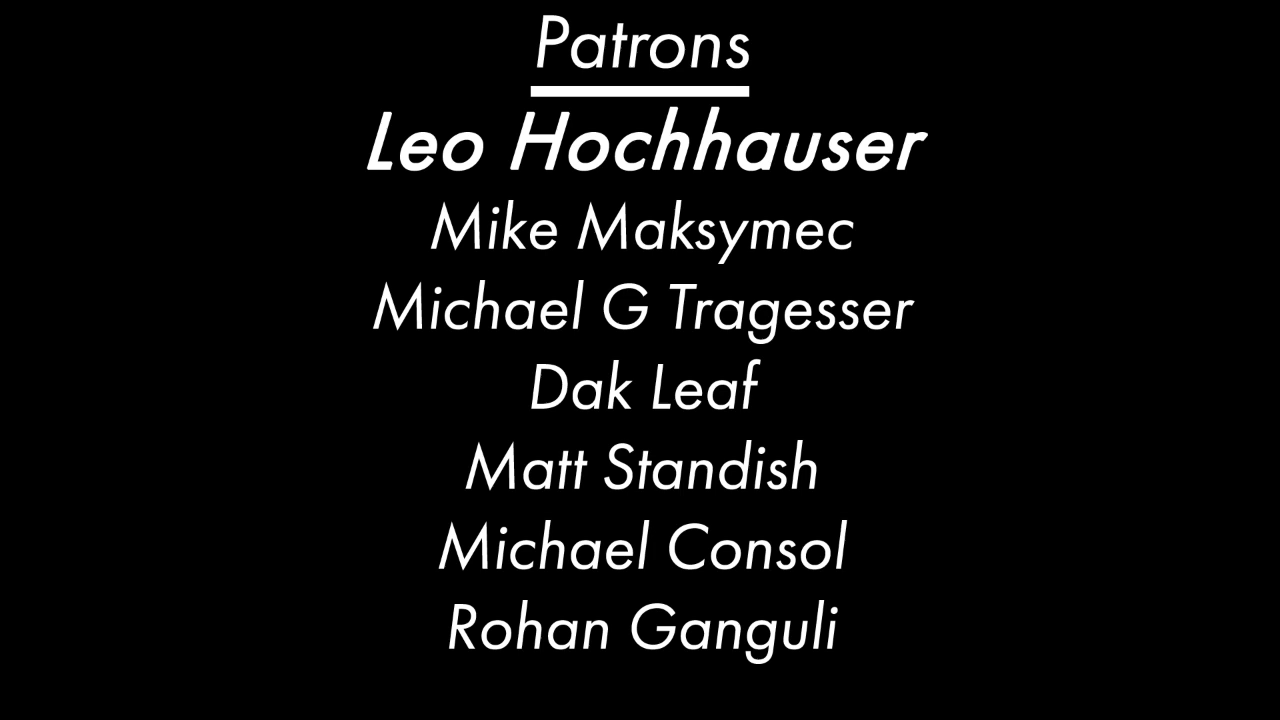 Patrons
Leo Hochhauser
Mike Maksymec
Michael G Tragesser
Dak Leaf
Matt Standish
Michael Consol
Rohan Ganguli